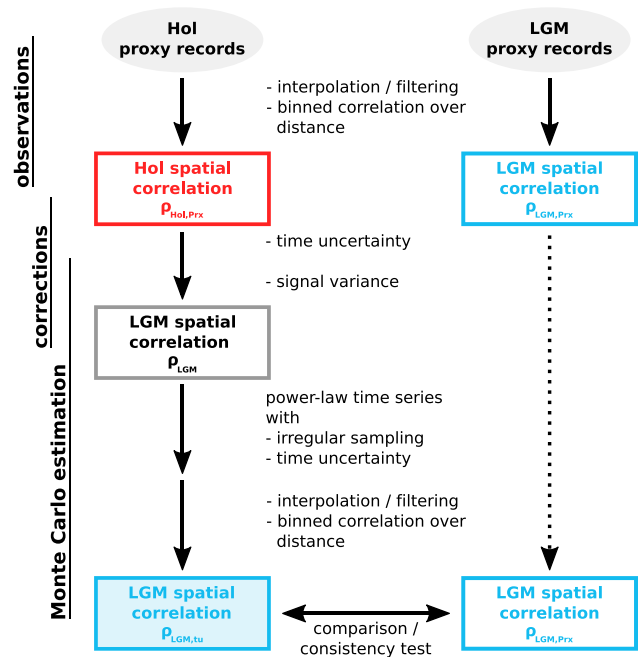 Hol
proxy records
LGM
proxy records
observations
- interpolation / filtering
- binned correlation over
distance
Hol spatial
correlation
ρHol,Prx
LGM spatial
correlation
ρLGM,Prx
corrections
- time uncertainty
- signal variance
LGM spatial
correlation
ρLGM
Monte Carlo estimation
power-law time series
with
- irregular sampling
- time uncertainty
- interpolation / filtering
- binned correlation over
distance
LGM spatial
correlation
ρLGM,tu
comparison /
consistency test
LGM spatial
correlation
ρLGM,Prx